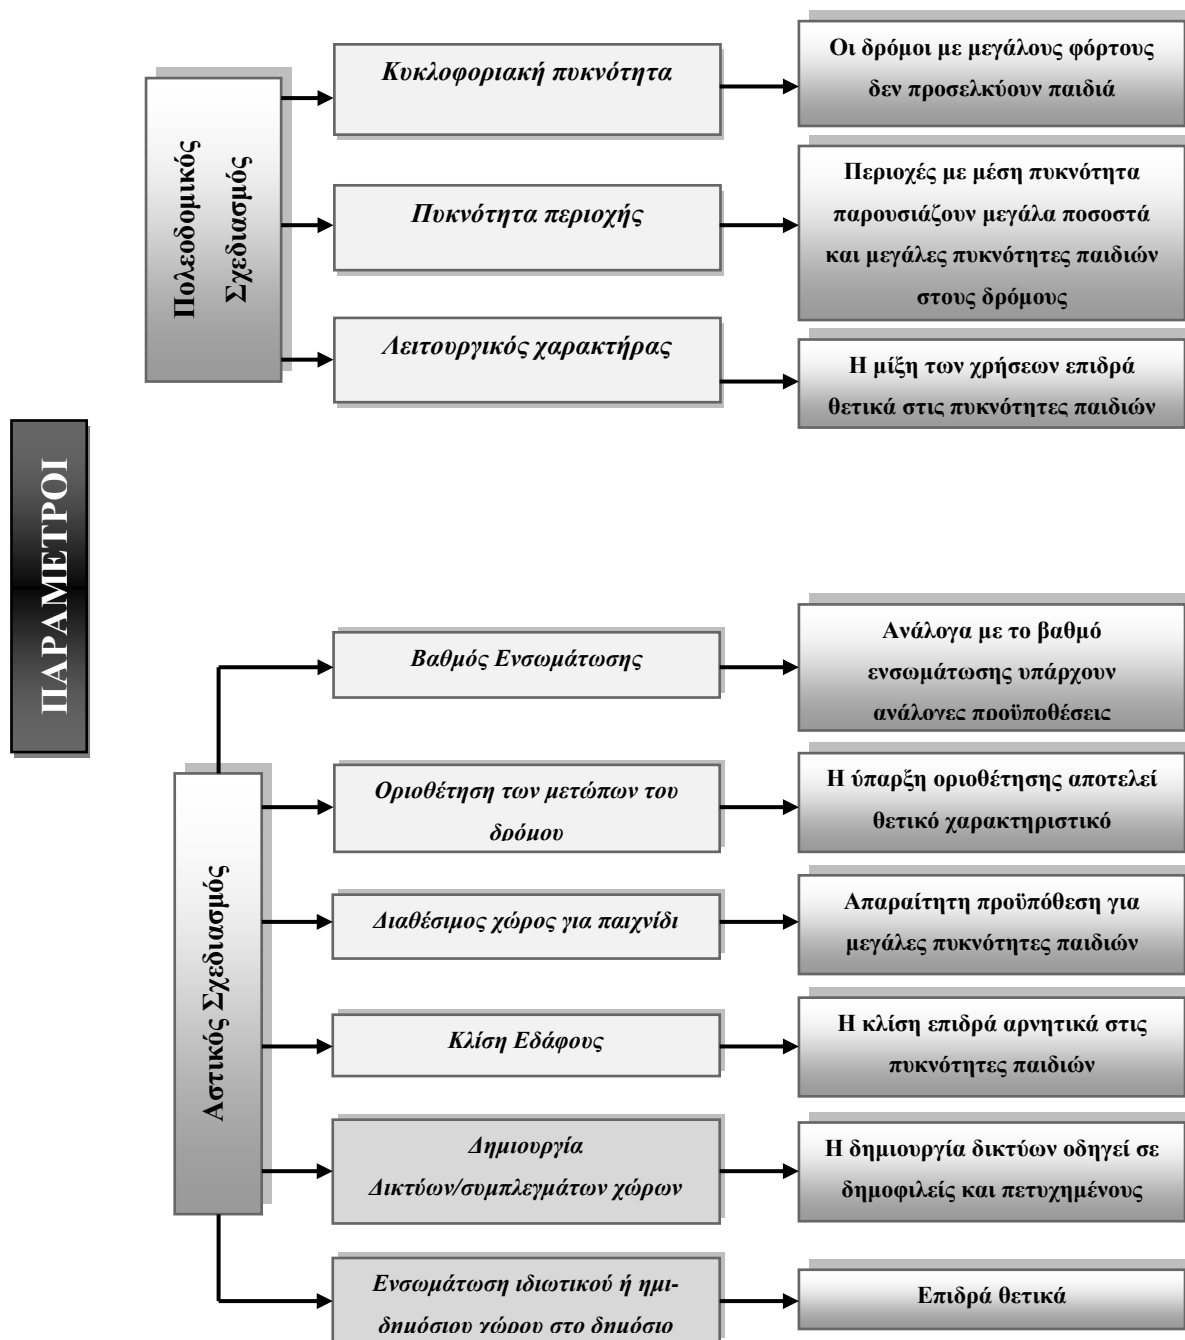 ΠΑΡΑΜΕΤΡΟΙ
Πολεοδομικός
Σχεδιασμός
Κυκλοφοριακή πυκνότητα
Οι δρόμοι με μεγάλους φόρτους
δεν προσελκύουν παιδιά
Πυκνότητα περιοχής
Περιοχές με μέση πυκνότητα
παρουσιάζουν μεγάλα ποσοστά
και μεγάλες πυκνότητες παιδιών
στους δρόμους
Λειτουργικός χαρακτήρας
Η μίξη των χρήσεων επιδρά
θετικά στις πυκνότητες παιδιών
Αστικός Σχεδιασμός
Βαθμός Ενσωμάτωσης
Ανάλογα με το βαθμό
ενσωμάτωσης υπάρχουν
ανάλογες προϋποθέσεις
Οριοθέτηση των μετώπων του
δρόμου
Η ύπαρξη οριοθέτησης αποτελεί
θετικό χαρακτηριστικό
Διαθέσιμος χώρος για παιχνίδι
Απαραίτητη προϋπόθεση για
μεγάλες πυκνότητες παιδιών
Κλίση Εδάφους
Η κλίση επιδρά αρνητικά στις
πυκνότητες παιδιών
Δημιουργία
Δικτύων/συμπλεγμάτων χώρων
Η δημιουργία δικτύων οδηγεί σε
δημοφιλείς και πετυχημένους
Ενσωμάτωση ιδιωτικού ή ημι-
δημόσιου χώρου στο δημόσιο
Επιδρά θετικά